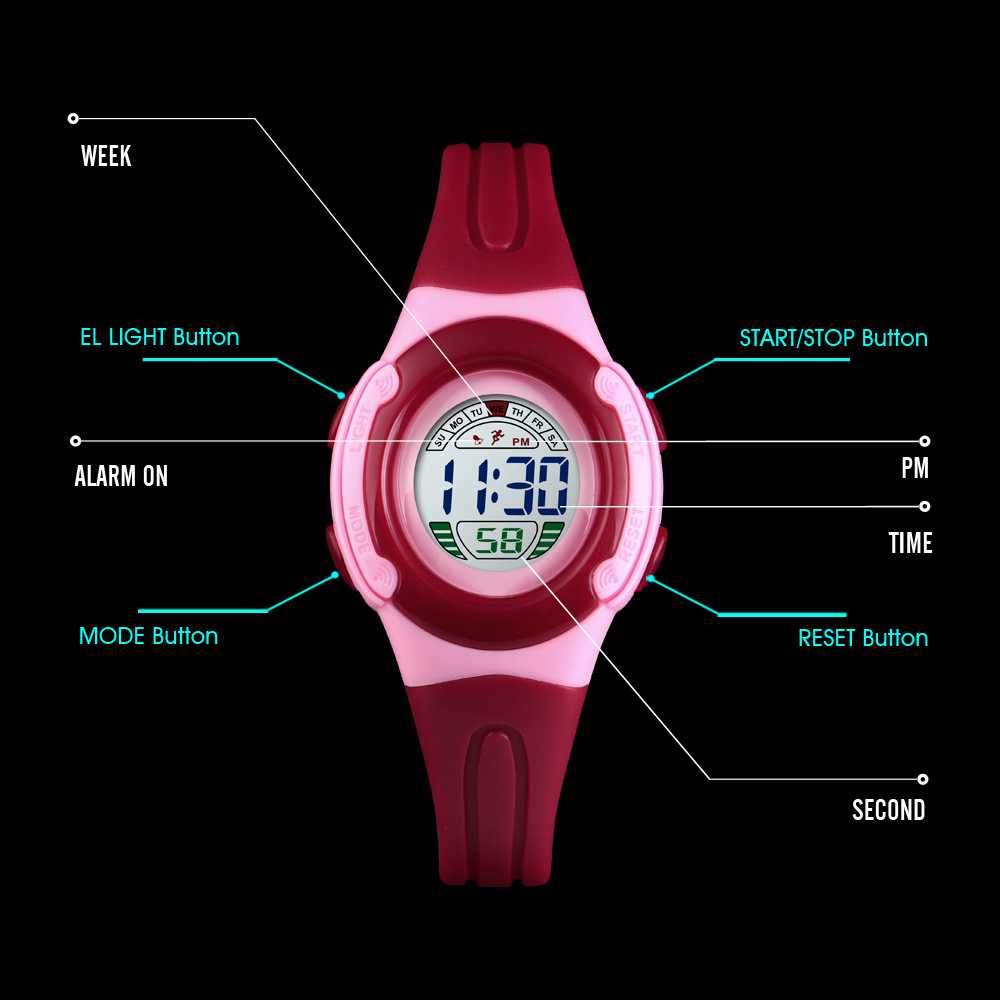 WEEK
EL LIGHT Button
START/STOP Button
LIGHT
START
SU MO TU WE TH FR SA
PM
ALARM ON
PM
11:30
TIME
MODE
RESET
58
MODE Button
RESET Button
SECOND